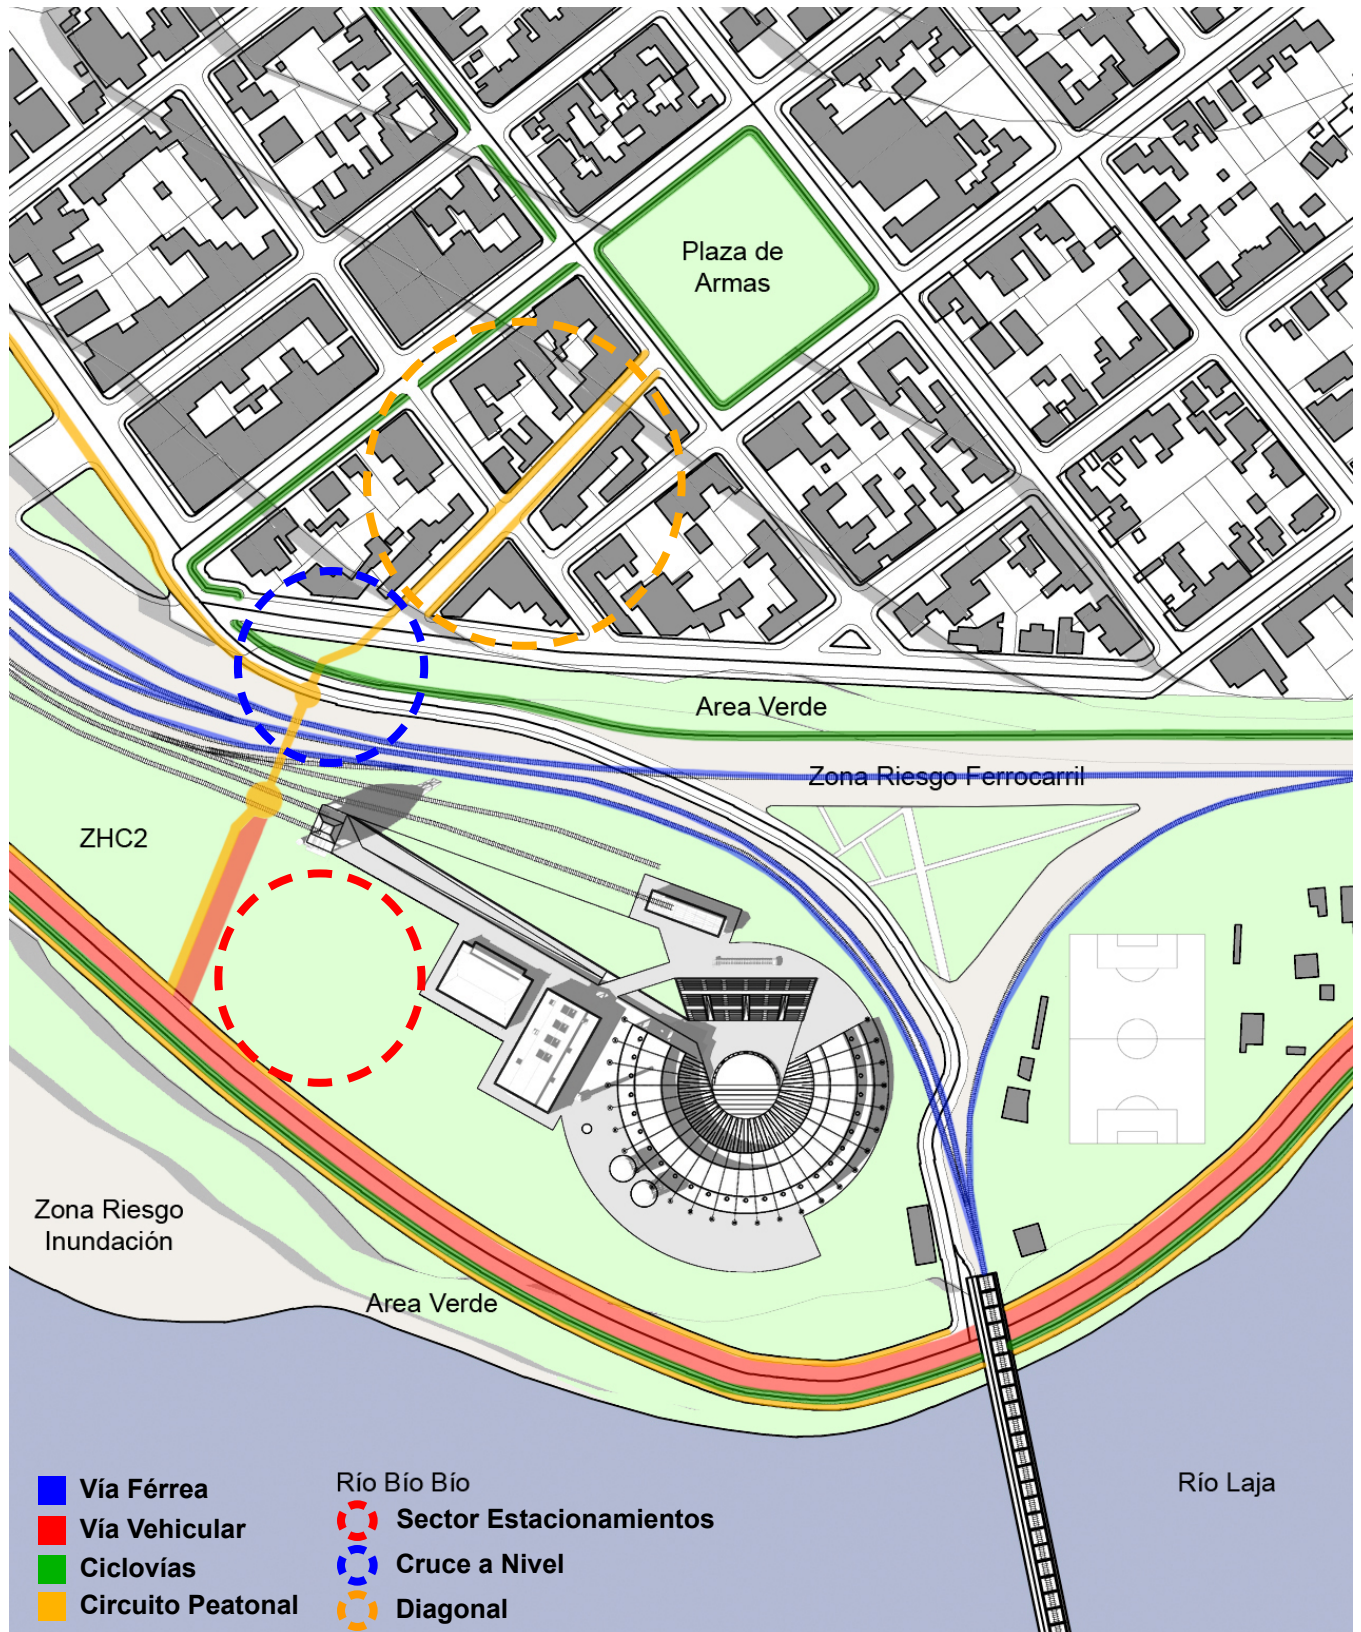 Plaza de
Armas
Area Verde
Zona Riesgo Ferrocarril
ZHC2
Zona Riesgo
Inundación
Area Verde
Río Bío Bío
Río Laja
Vía Férrea
Vía Vehicular
Ciclovías
Circuito Peatonal
Sector Estacionamientos
Cruce a Nivel
Diagonal